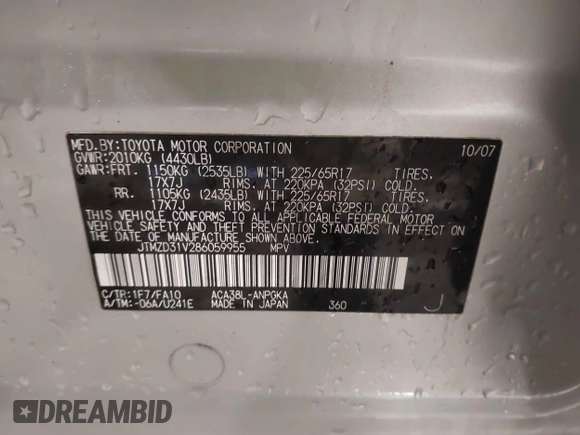 MFD.BY:TOYOTA MOTOR CORPORATION 10/07
GVWR:2010KG (4430LB)
GAWR:FRT. 1150KG (2535LB) WITH 225/65R17 TIRES.
17X7J RIMS. AT 220KPA (32PSI) COLD.
RR. 1105KG (2435LB) WITH 225/65R17 TIRES.
17X7J RIMS. AT 220KPA (32PSI) COLD.
THIS VEHICLE CONFORMS TO ALL APPLICABLE FEDERAL MOTOR
VEHICLE SAFETY AND THEFT PREVENTION STANDARDS IN EFFECT ON
THE DATE OF MANUFACTURE SHOWN ABOVE.
JTMZD31V286059955 MPV
C/TR:1F7/FA10 ACA38L-ANPGKA
A/TM:-06A/U241E MADE IN JAPAN 360 J
DREAMBID